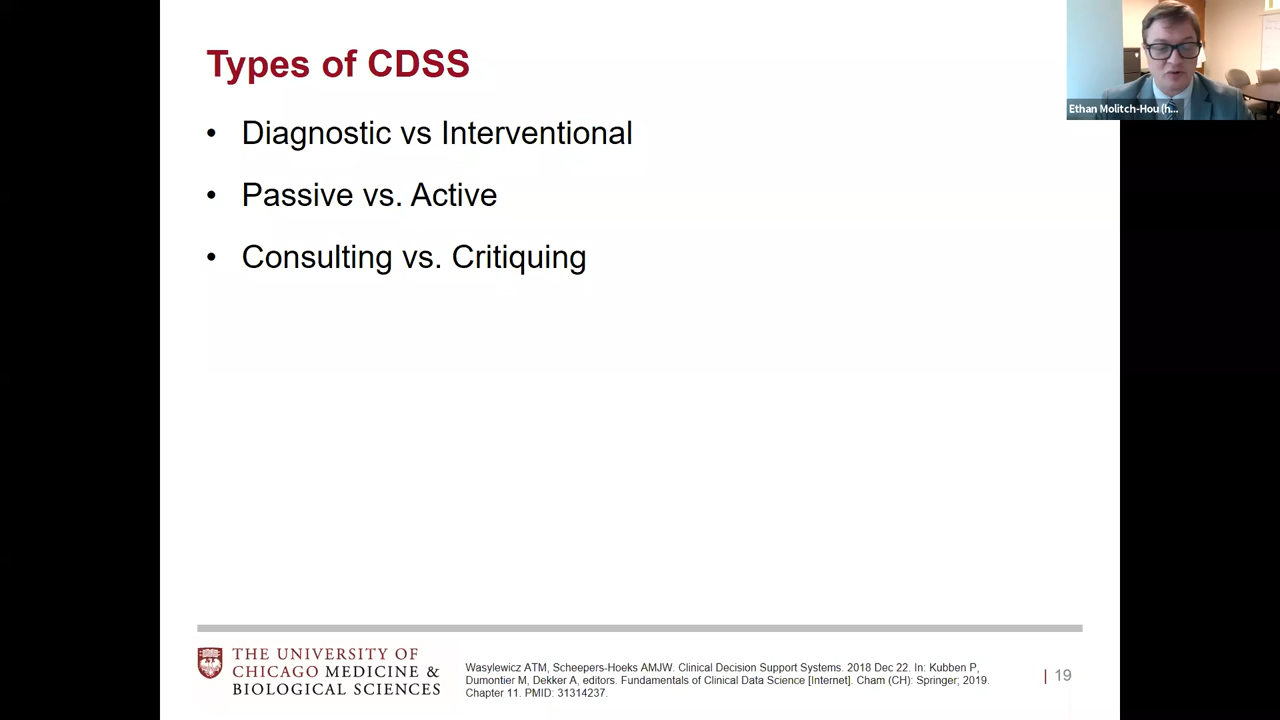 Types of CDSS
• Diagnostic vs Interventional
• Passive vs. Active
• Consulting vs. Critiquing
Ethan Molitch-Hou (h...
THE UNIVERSITY OF
CHICAGO MEDICINE &
BIOLOGICAL SCIENCES
Wasylewicz ATM, Scheepers-Hoeks AMJW. Clinical Decision Support Systems. 2018 Dec 22. In: Kubben P,
Dumontier M, Dekker A, editors. Fundamentals of Clinical Data Science [Internet]. Cham (CH): Springer; 2019.
Chapter 11. PMID: 31314237.
| 19